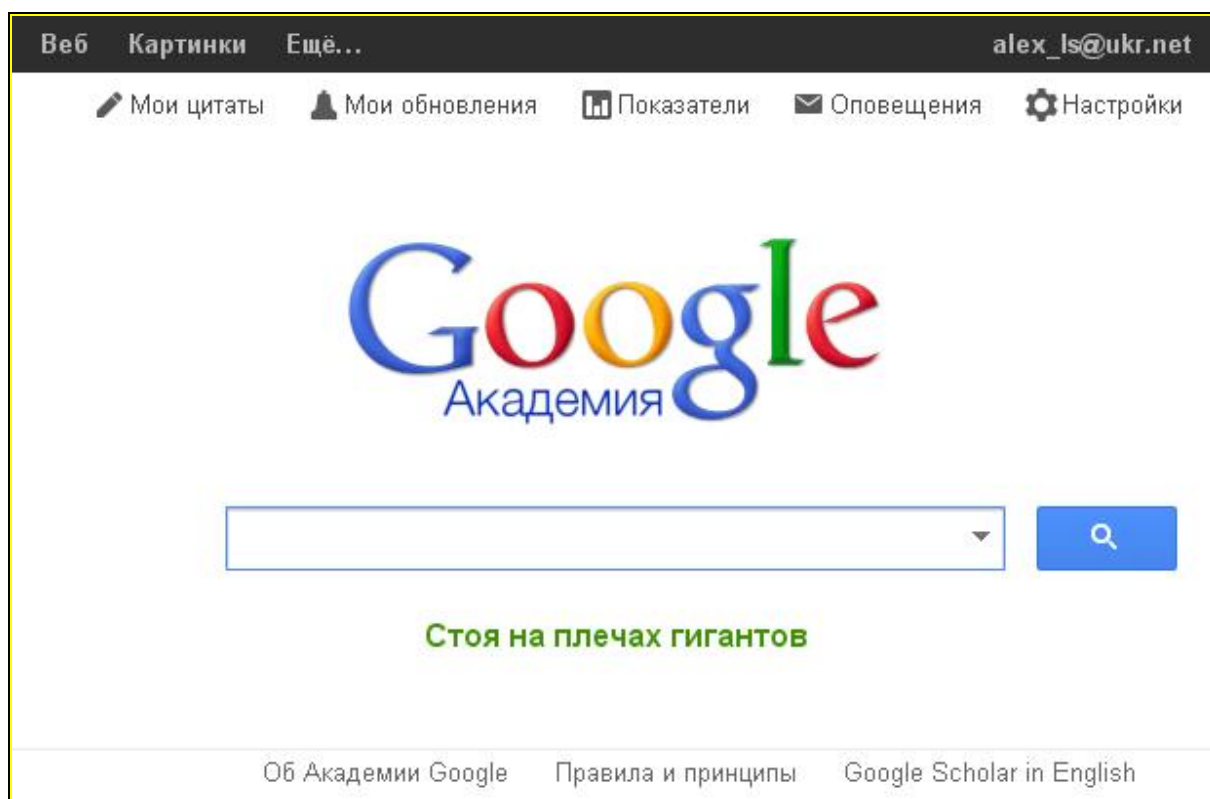 Веб Картинки Ещё... alex_ls@ukr.net
Мои цитаты Мои обновления Показатели Оповещения Настройки
Google
Академия
Стоя на плечах гигантов
Об Академии Google Правила и принципы Google Scholar in English